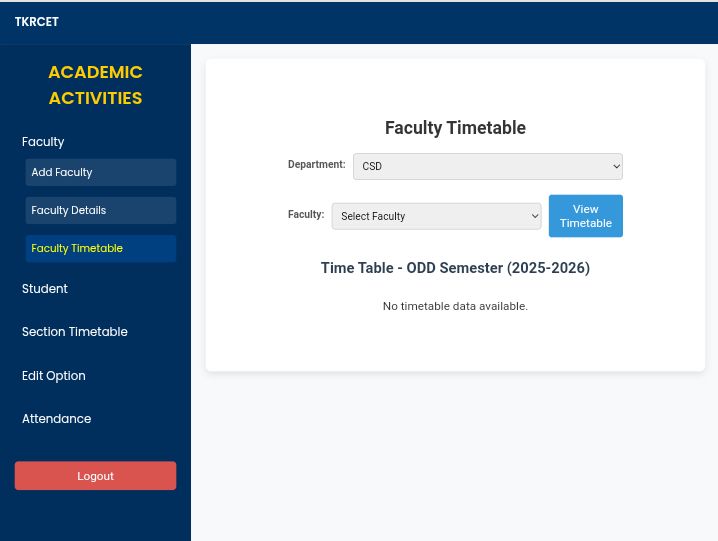 TKRCET
ACADEMIC
ACTIVITIES
Faculty
Add Faculty
Faculty Details
Faculty Timetable
Student
Section Timetable
Edit Option
Attendance
Logout
Faculty Timetable
Department: CSD
Faculty: Select Faculty
View
Timetable
Time Table - ODD Semester (2025-2026)
No timetable data available.